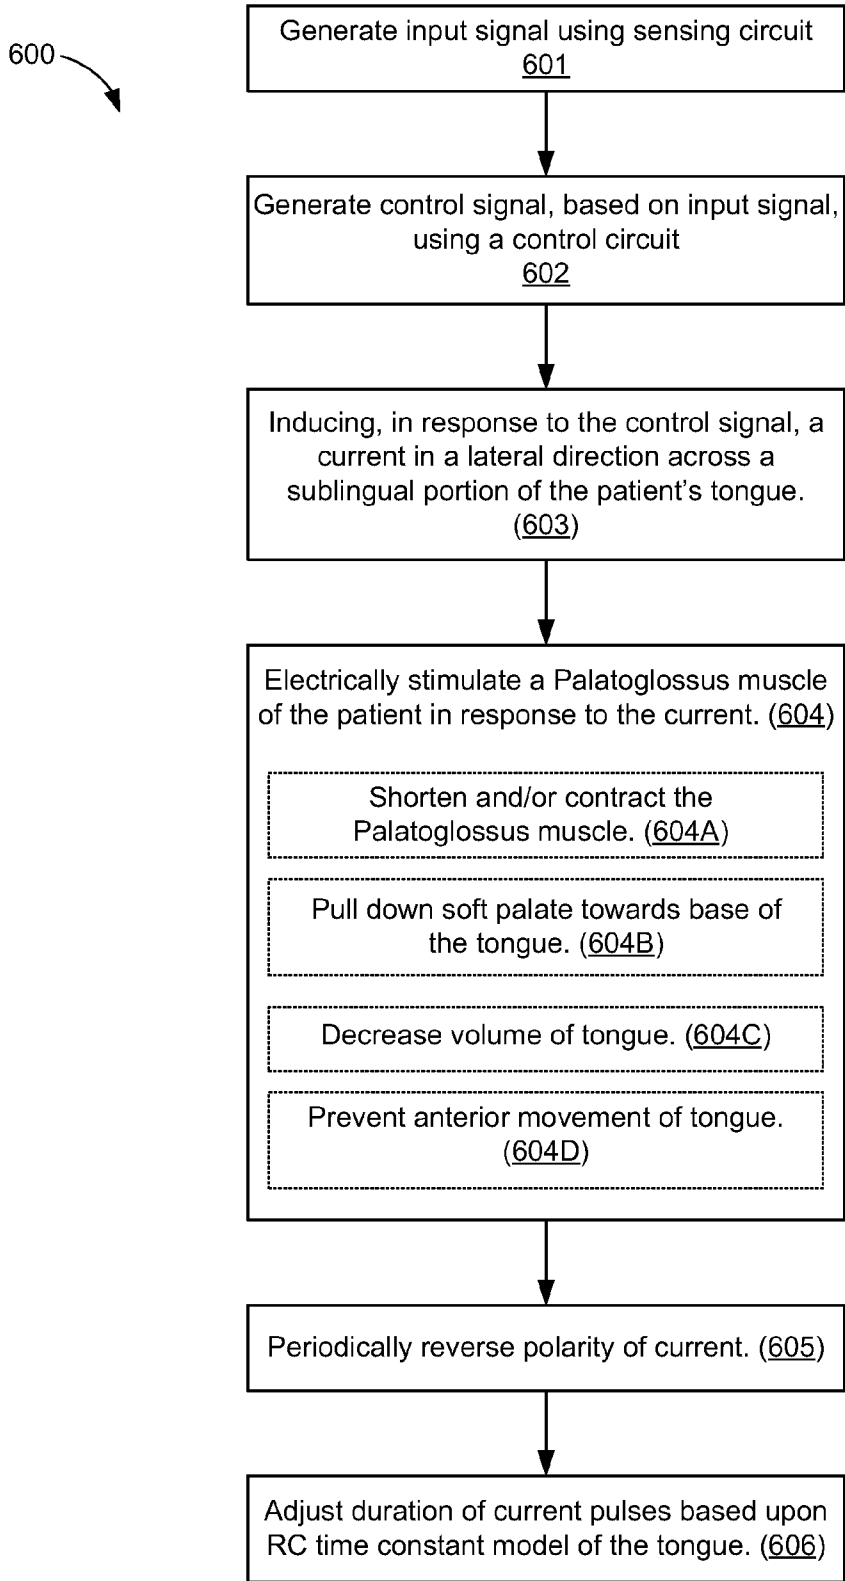 600
Generate input signal using sensing circuit
601
Generate control signal, based on input signal,
using a control circuit
602
Inducing, in response to the control signal, a
current in a lateral direction across a
sublingual portion of the patient's tongue.
(603)
Electrically stimulate a Palatoglossus muscle
of the patient in response to the current. (604)
Shorten and/or contract the
Palatoglossus muscle. (604A)
Pull down soft palate towards base of
the tongue. (604B)
Decrease volume of tongue. (604C)
Prevent anterior movement of tongue.
(604D)
Periodically reverse polarity of current. (605)
Adjust duration of current pulses based upon
RC time constant model of the tongue. (606)